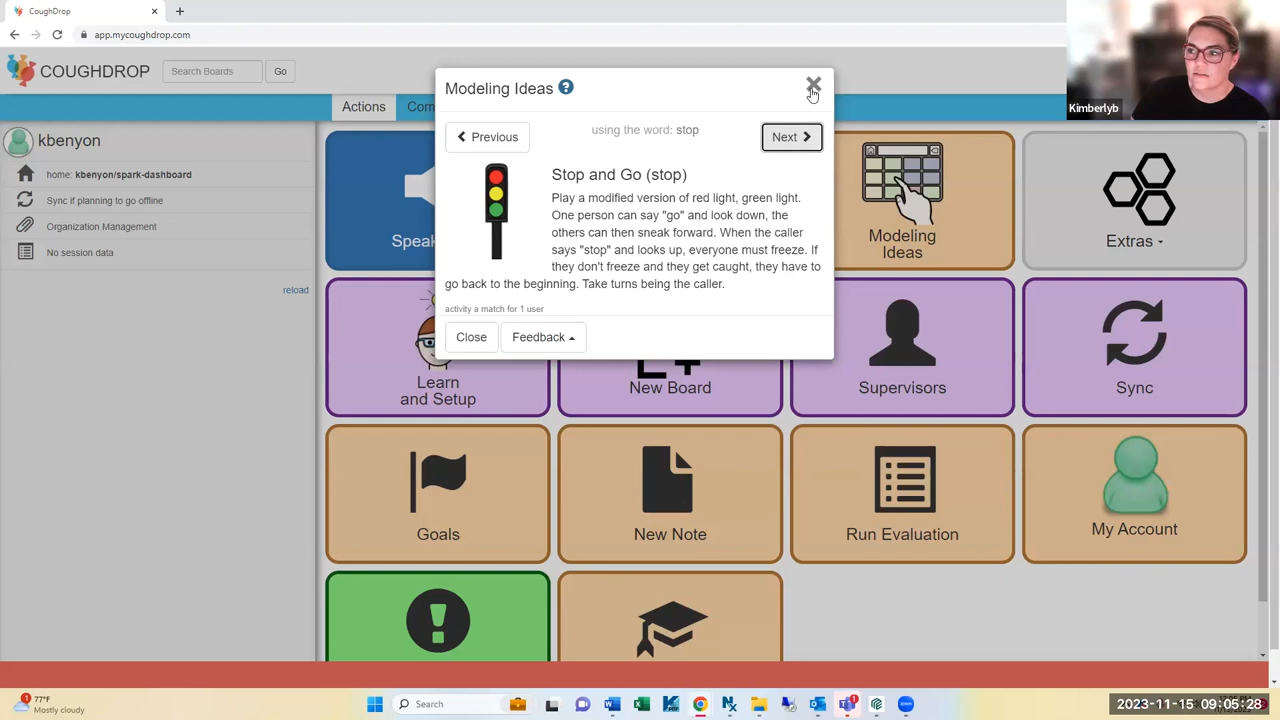 CoughDrop
app.mycoughdrop.com
COUGHDROP
Search Boards
Go
Kimberlyb
Actions
Com
kbenyon
home: kbenyon/spark-dashboard
Sync if planning to go offline
Organization Management
No session data
reload
Modeling Ideas
Previous
using the word: stop
Next
Stop and Go (stop)
Play a modified version of red light, green light.
One person can say "go" and look down, the
others can then sneak forward. When the caller
says "stop" and looks up, everyone must freeze. If
they don't freeze and they get caught, they have to
go back to the beginning. Take turns being the caller.
activity a match for 1 user
Close
Feedback
Speak
Modeling
Ideas
Extras
Learn
and Setup
New Board
Supervisors
Sync
Goals
New Note
Run Evaluation
My Account
1
77°F
Mostly cloudy
Search
1
2023-11-15 09:05:28